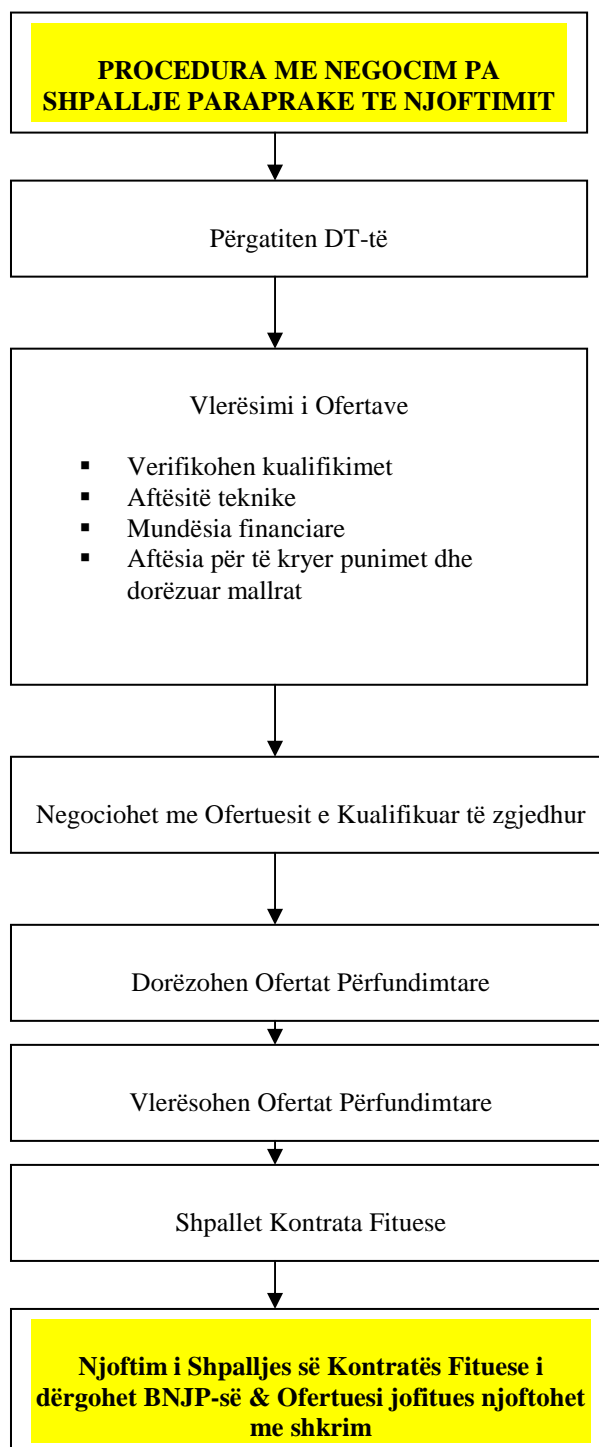 PROCEDURA ME NEGOCIM PA
SHPALLJE PARAPRAKE TE NJOFTIMIT
Përgatiten DT-të
Vlerësimi i Ofertave
▪ Verifikohen kualifikimet
▪ Aftësitë teknike
▪ Mundësia financiare
▪ Aftësia për të kryer punimet dhe
dorëzuar mallrat
Negociohet me Ofertuesit e Kualifikuar të zgjedhur
Dorëzohen Ofertat Përfundimtare
Vlerësohen Ofertat Përfundimtare
Shpallet Kontrata Fituese
Njoftim i Shpalljes së Kontratës Fituese i
dërgohet BNJP-së & Ofertuesi jofitues njoftohet
me shkrim